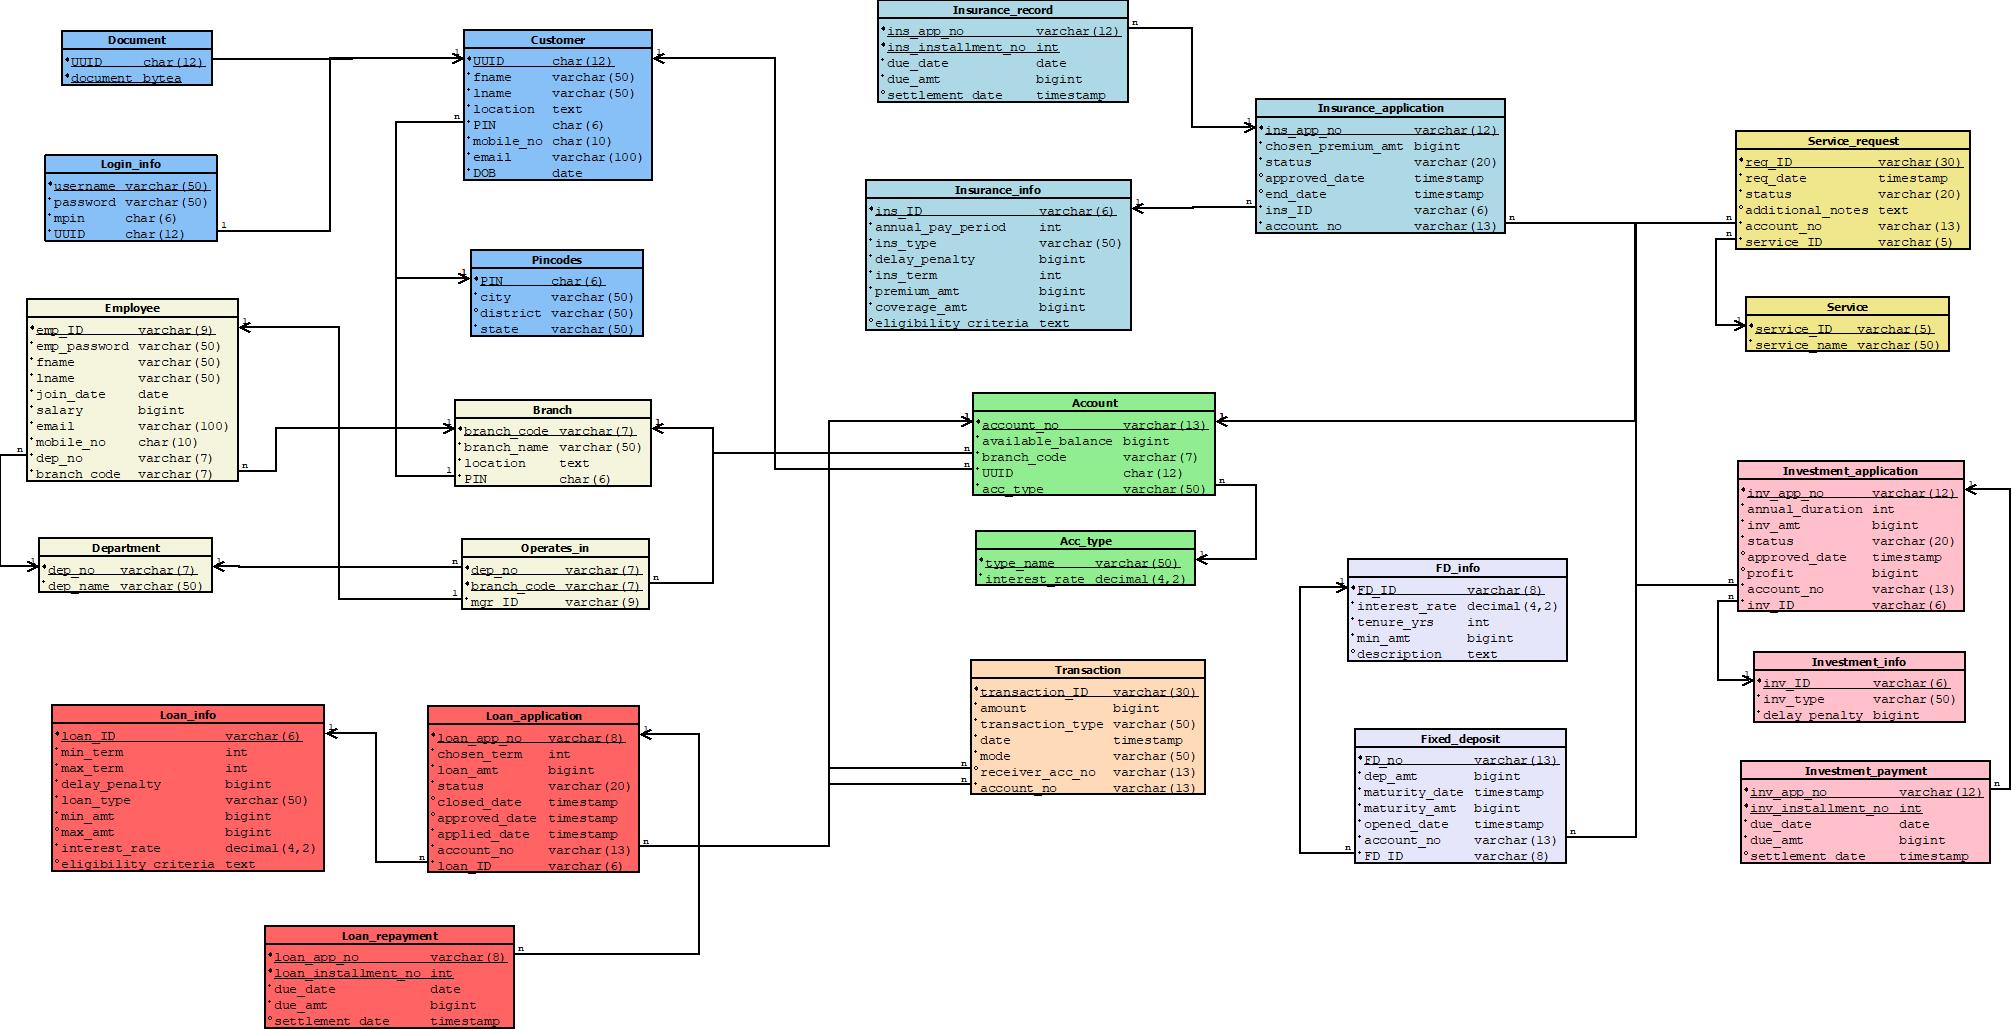 Document
UUID char(12)
document bytea
Customer
UUID char(12)
fname varchar(50)
lname varchar(50)
location text
PIN char(6)
mobile_no char(10)
email varchar(100)
DOB date
Insurance_record
ins_app_no varchar(12)
ins_installment_no int
due_date date
due_amt bigint
settlement_date timestamp
Insurance_application
ins_app_no varchar(12)
chosen_premium_amt bigint
status varchar(20)
approved_date timestamp
end_date timestamp
ins_ID varchar(6)
account_no varchar(13)
Service_request
req_ID varchar(30)
req_date timestamp
status varchar(20)
additional_notes text
account_no varchar(13)
service_ID varchar(5)
Login_info
username varchar(50)
password varchar(50)
mpin char(6)
UUID char(12)
Insurance_info
ins_ID varchar(6)
annual_pay_period int
ins_type varchar(50)
delay_penalty bigint
ins_term int
premium_amt bigint
coverage_amt bigint
eligibility_criteria text
Pincodes
PIN char(6)
city varchar(50)
district varchar(50)
state varchar(50)
Service
service_ID varchar(5)
service_name varchar(50)
Employee
emp_ID varchar(9)
emp_password varchar(50)
fname varchar(50)
lname varchar(50)
join_date date
salary bigint
email varchar(100)
mobile_no char(10)
dep_no varchar(7)
branch_code varchar(7)
Branch
branch_code varchar(7)
branch_name varchar(50)
location text
PIN char(6)
Account
account_no varchar(13)
available_balance bigint
branch_code varchar(7)
UUID char(12)
acc_type varchar(50)
Investment_application
inv_app_no varchar(12)
annual_duration int
inv_amt bigint
status varchar(20)
approved_date timestamp
profit bigint
account_no varchar(13)
inv_ID varchar(6)
Department
dep_no varchar(7)
dep_name varchar(50)
Operates_in
dep_no varchar(7)
branch_code varchar(7)
mgr_ID varchar(9)
Acc_type
type_name varchar(50)
interest_rate decimal(4,2)
FD_info
FD_ID varchar(8)
interest_rate decimal(4,2)
tenure_yrs int
min_amt bigint
description text
Investment_info
inv_ID varchar(6)
inv_type varchar(50)
delay_penalty bigint
Transaction
transaction_ID varchar(30)
amount bigint
transaction_type varchar(50)
date timestamp
mode varchar(50)
receiver_acc_no varchar(13)
account_no varchar(13)
Loan_info
loan_ID varchar(6)
min_term int
max_term int
delay_penalty bigint
loan_type varchar(50)
min_amt bigint
max_amt bigint
interest_rate decimal(4,2)
eligibility_criteria text
Loan_application
loan_app_no varchar(8)
chosen_term int
loan_amt bigint
status varchar(20)
closed_date timestamp
approved_date timestamp
applied_date timestamp
account_no varchar(13)
loan_ID varchar(6)
Fixed_deposit
FD_no varchar(13)
dep_amt bigint
maturity_date timestamp
maturity_amt bigint
opened_date timestamp
account_no varchar(13)
FD_ID varchar(8)
Investment_payment
inv_app_no varchar(12)
inv_installment_no int
due_date date
due_amt bigint
settlement_date timestamp
Loan_repayment
loan_app_no varchar(8)
loan_installment_no int
due_date date
due_amt bigint
settlement_date timestamp